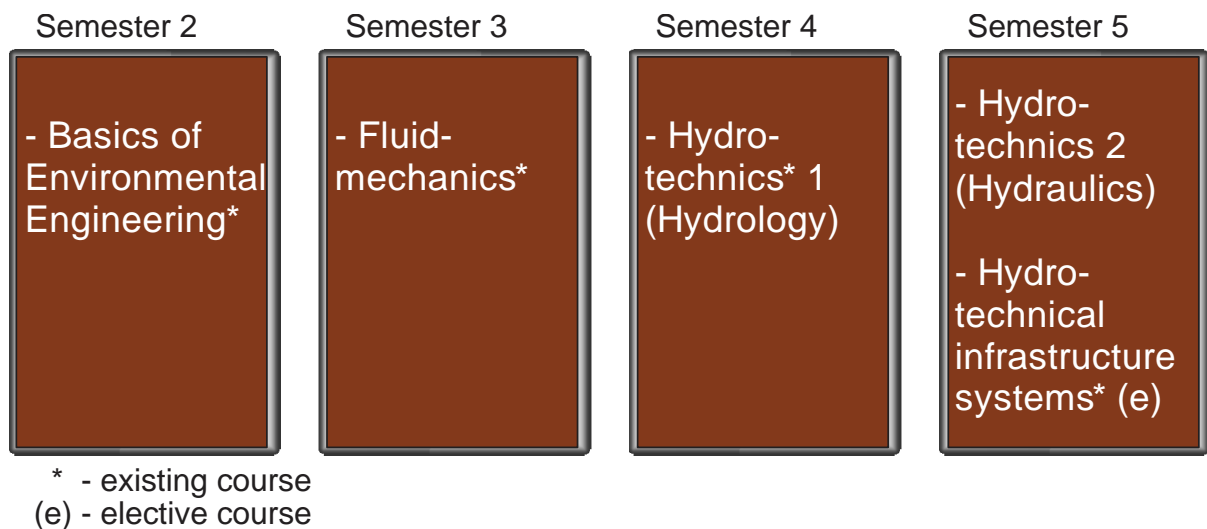 Semester 2
Semester 3
Semester 4
Semester 5
- Basics of
Environmental
Engineering*
- Fluid-
mechanics*
- Hydro-
technics* 1
(Hydrology)
- Hydro-
technics 2
(Hydraulics)
- Hydro-
technical
infrastructure
systems* (e)
* - existing course
(e) - elective course